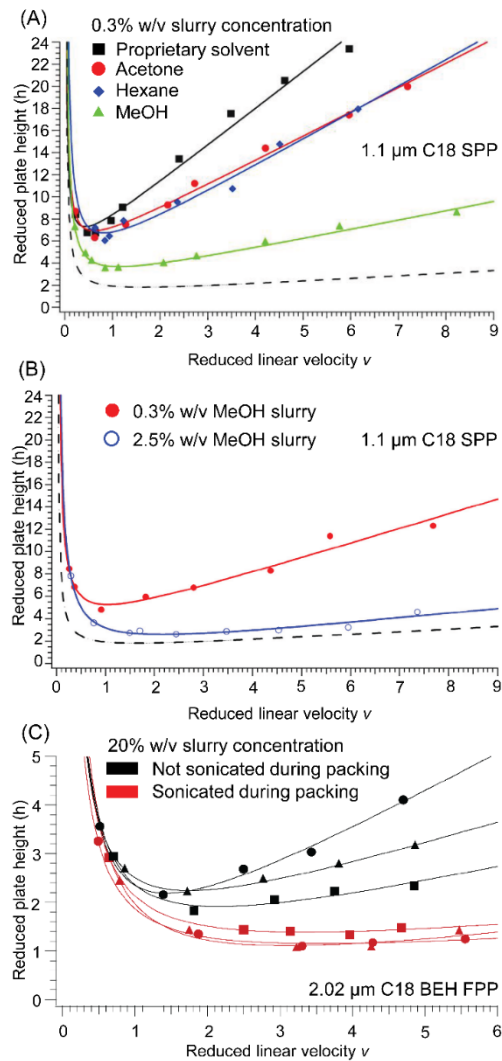 (A)
0.3% w/v slurry concentration
Proprietary solvent
Acetone
Hexane
MeOH
1.1 µm C18 SPP
Reduced plate height (h)
24
22
20
18
16
14
12
10
8
6
4
2
0
0 1 2 3 4 5 6 7 8 9
Reduced linear velocity v
(B)
0.3% w/v MeOH slurry
2.5% w/v MeOH slurry
1.1 µm C18 SPP
Reduced plate height (h)
24
22
20
18
16
14
12
10
8
6
4
2
0
0 1 2 3 4 5 6 7 8 9
Reduced linear velocity v
(C)
20% w/v slurry concentration
Not sonicated during packing
Sonicated during packing
2.02 µm C18 BEH FPP
Reduced plate height (h)
5
4
3
2
1
0
0 1 2 3 4 5 6
Reduced linear velocity v